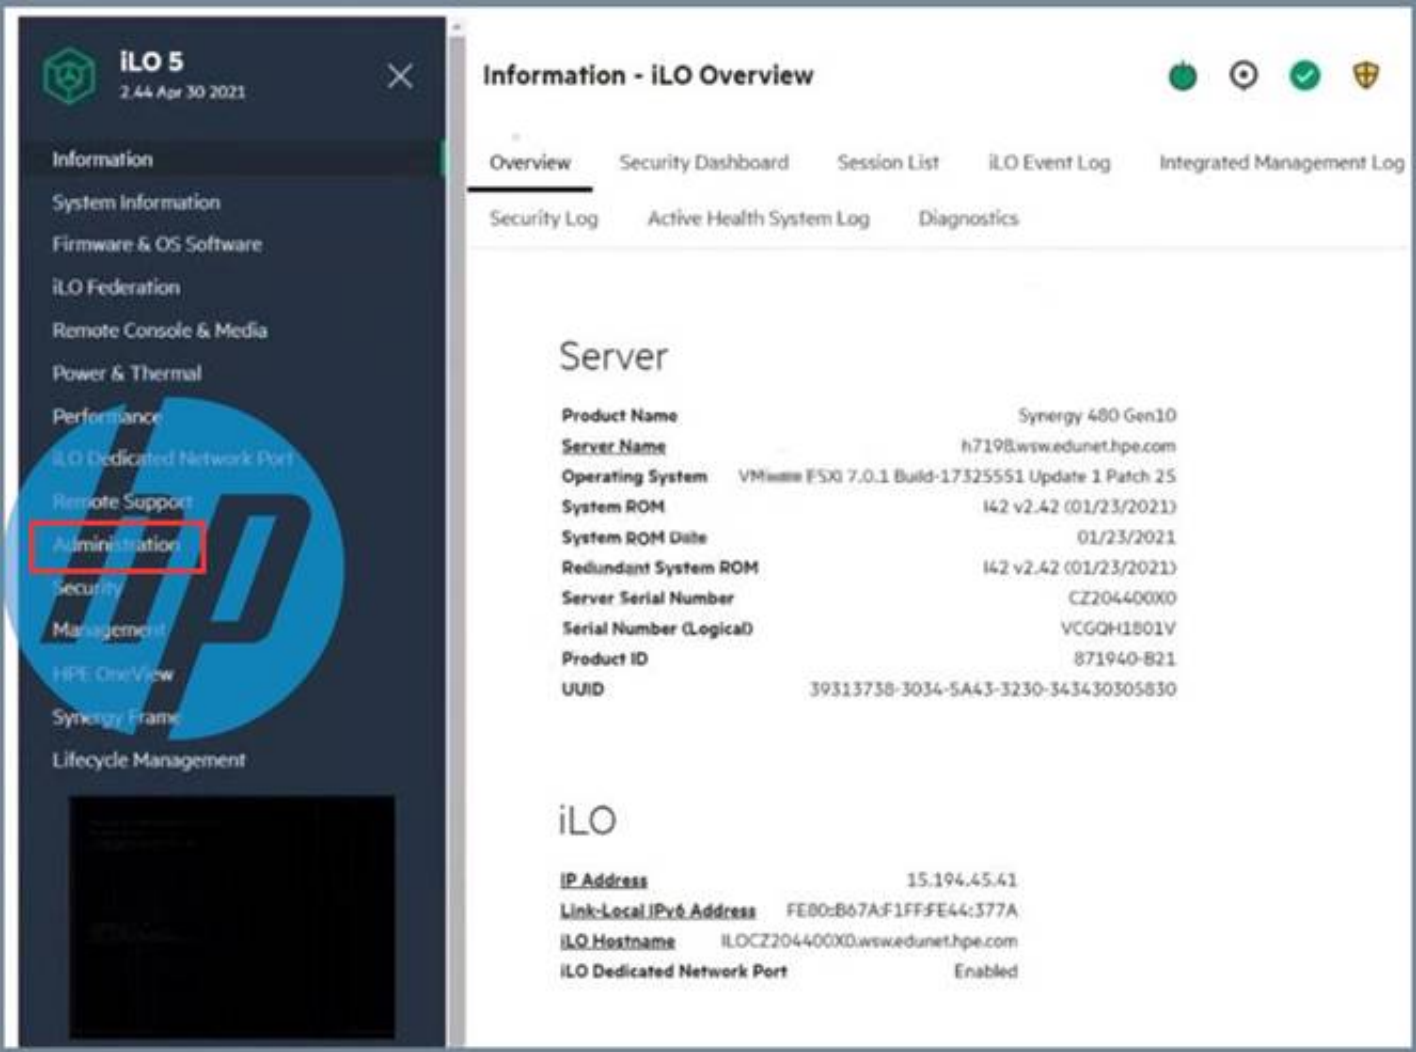 iLO 5
2.44 Apr 30 2021
Information
System Information
Firmware & OS Software
iLO Federation
Remote Console & Media
Power & Thermal
Performance
iLO Dedicated Network Port
Remote Support
Administration
Security
Management
HPE OneView
Synergy Frame
Lifecycle Management
hp
Information - iLO Overview
Overview Security Dashboard Session List iLO Event Log Integrated Management Log
Security Log Active Health System Log Diagnostics
Server
Product Name Synergy 480 Gen10
Server Name h7198.wsw.edunet.hpe.com
Operating System VMware ESXi 7.0.1 Build-17325551 Update 1 Patch 25
System ROM I42 v2.42 (01/23/2021)
System ROM Date 01/23/2021
Redundant System ROM I42 v2.42 (01/23/2021)
Server Serial Number CZ204400X0
Serial Number (Logical) VCGQH1801V
Product ID 871940-B21
UUID 39313738-3034-5A43-3230-343430305830
iLO
IP Address 15.194.45.41
Link-Local IPv6 Address FE80::B67A:F1FF:FE44:377A
iLO Hostname ILOCZ204400X0.wsw.edunet.hpe.com
iLO Dedicated Network Port Enabled